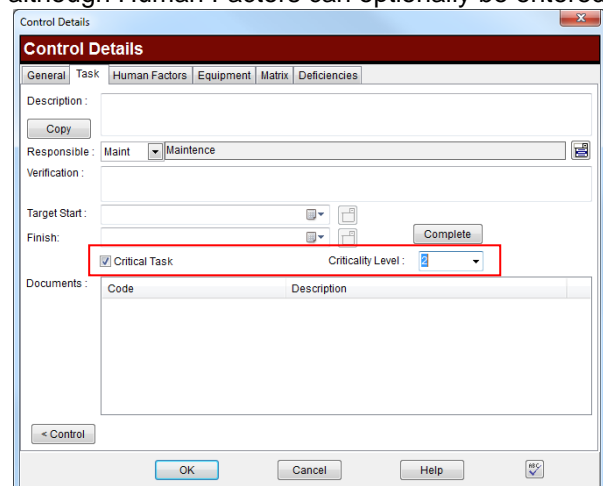 although Human Factors can optionally be entered
Control Details
Control Details
General Task Human Factors Equipment Matrix Deficiencies
Description :
Copy
Responsible : Maint Maintence
Verification :
Target Start :
Finish: Complete
Critical Task Criticality Level : 2
Documents : Code Description
< Control
OK Cancel Help ABC